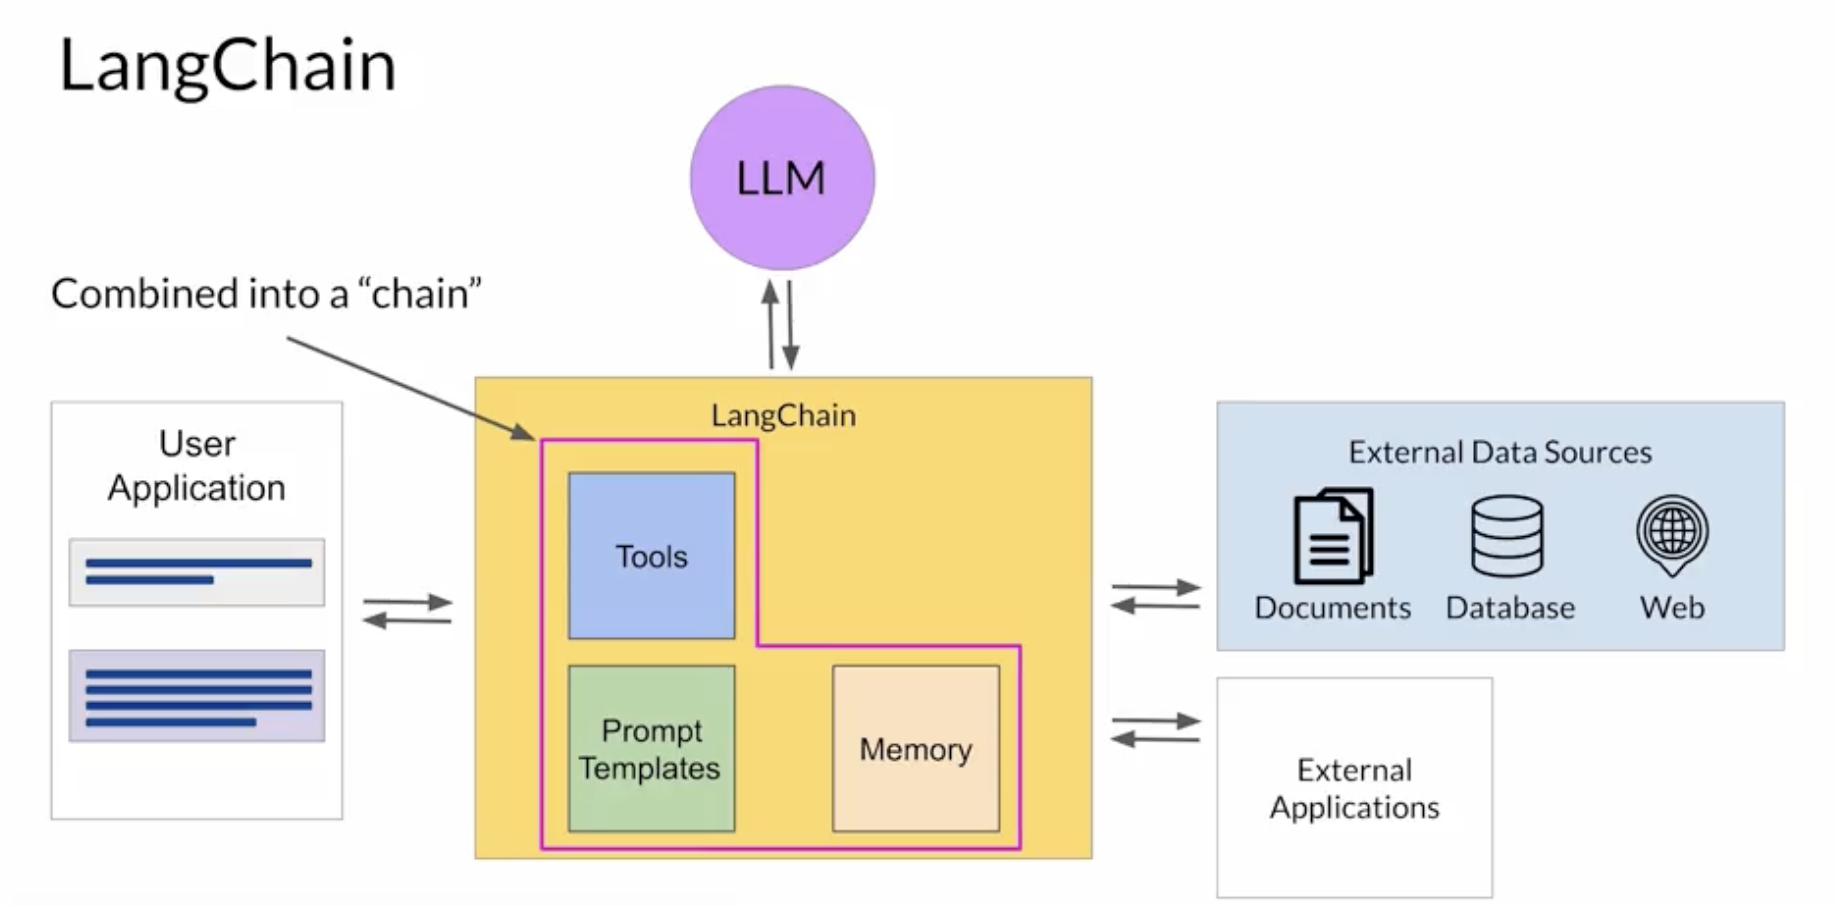 LangChain
LLM
Combined into a “chain”
LangChain
User
Application
Tools
Prompt
Templates
Memory
External Data Sources
Documents
Database
Web
External
Applications